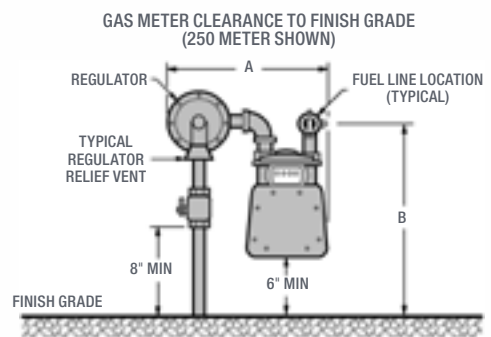 GAS METER CLEARANCE TO FINISH GRADE
(250 METER SHOWN)
A
REGULATOR
FUEL LINE LOCATION
(TYPICAL)
TYPICAL
REGULATOR
RELIEF VENT
B
8" MIN
6" MIN
FINISH GRADE